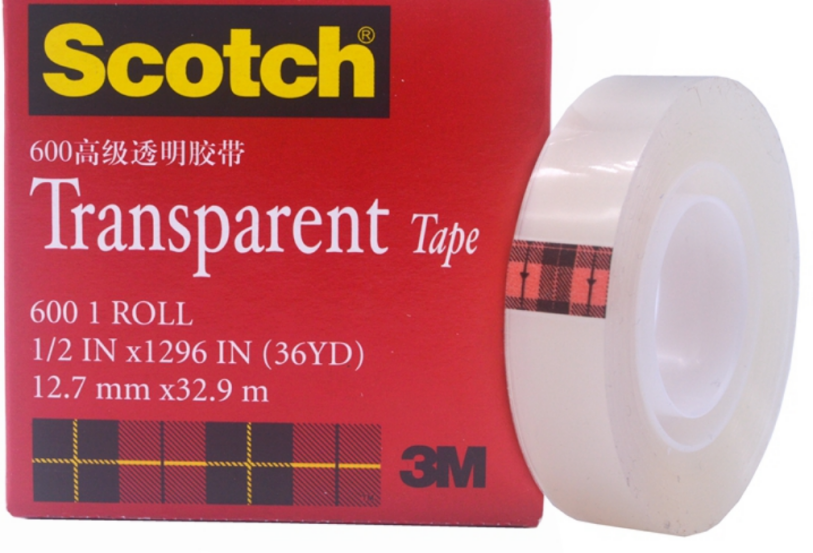 Scotch®
600高级透明胶带
Transparent Tape
600 1 ROLL
1/2 IN x1296 IN (36YD)
12.7 mm x32.9 m
3M